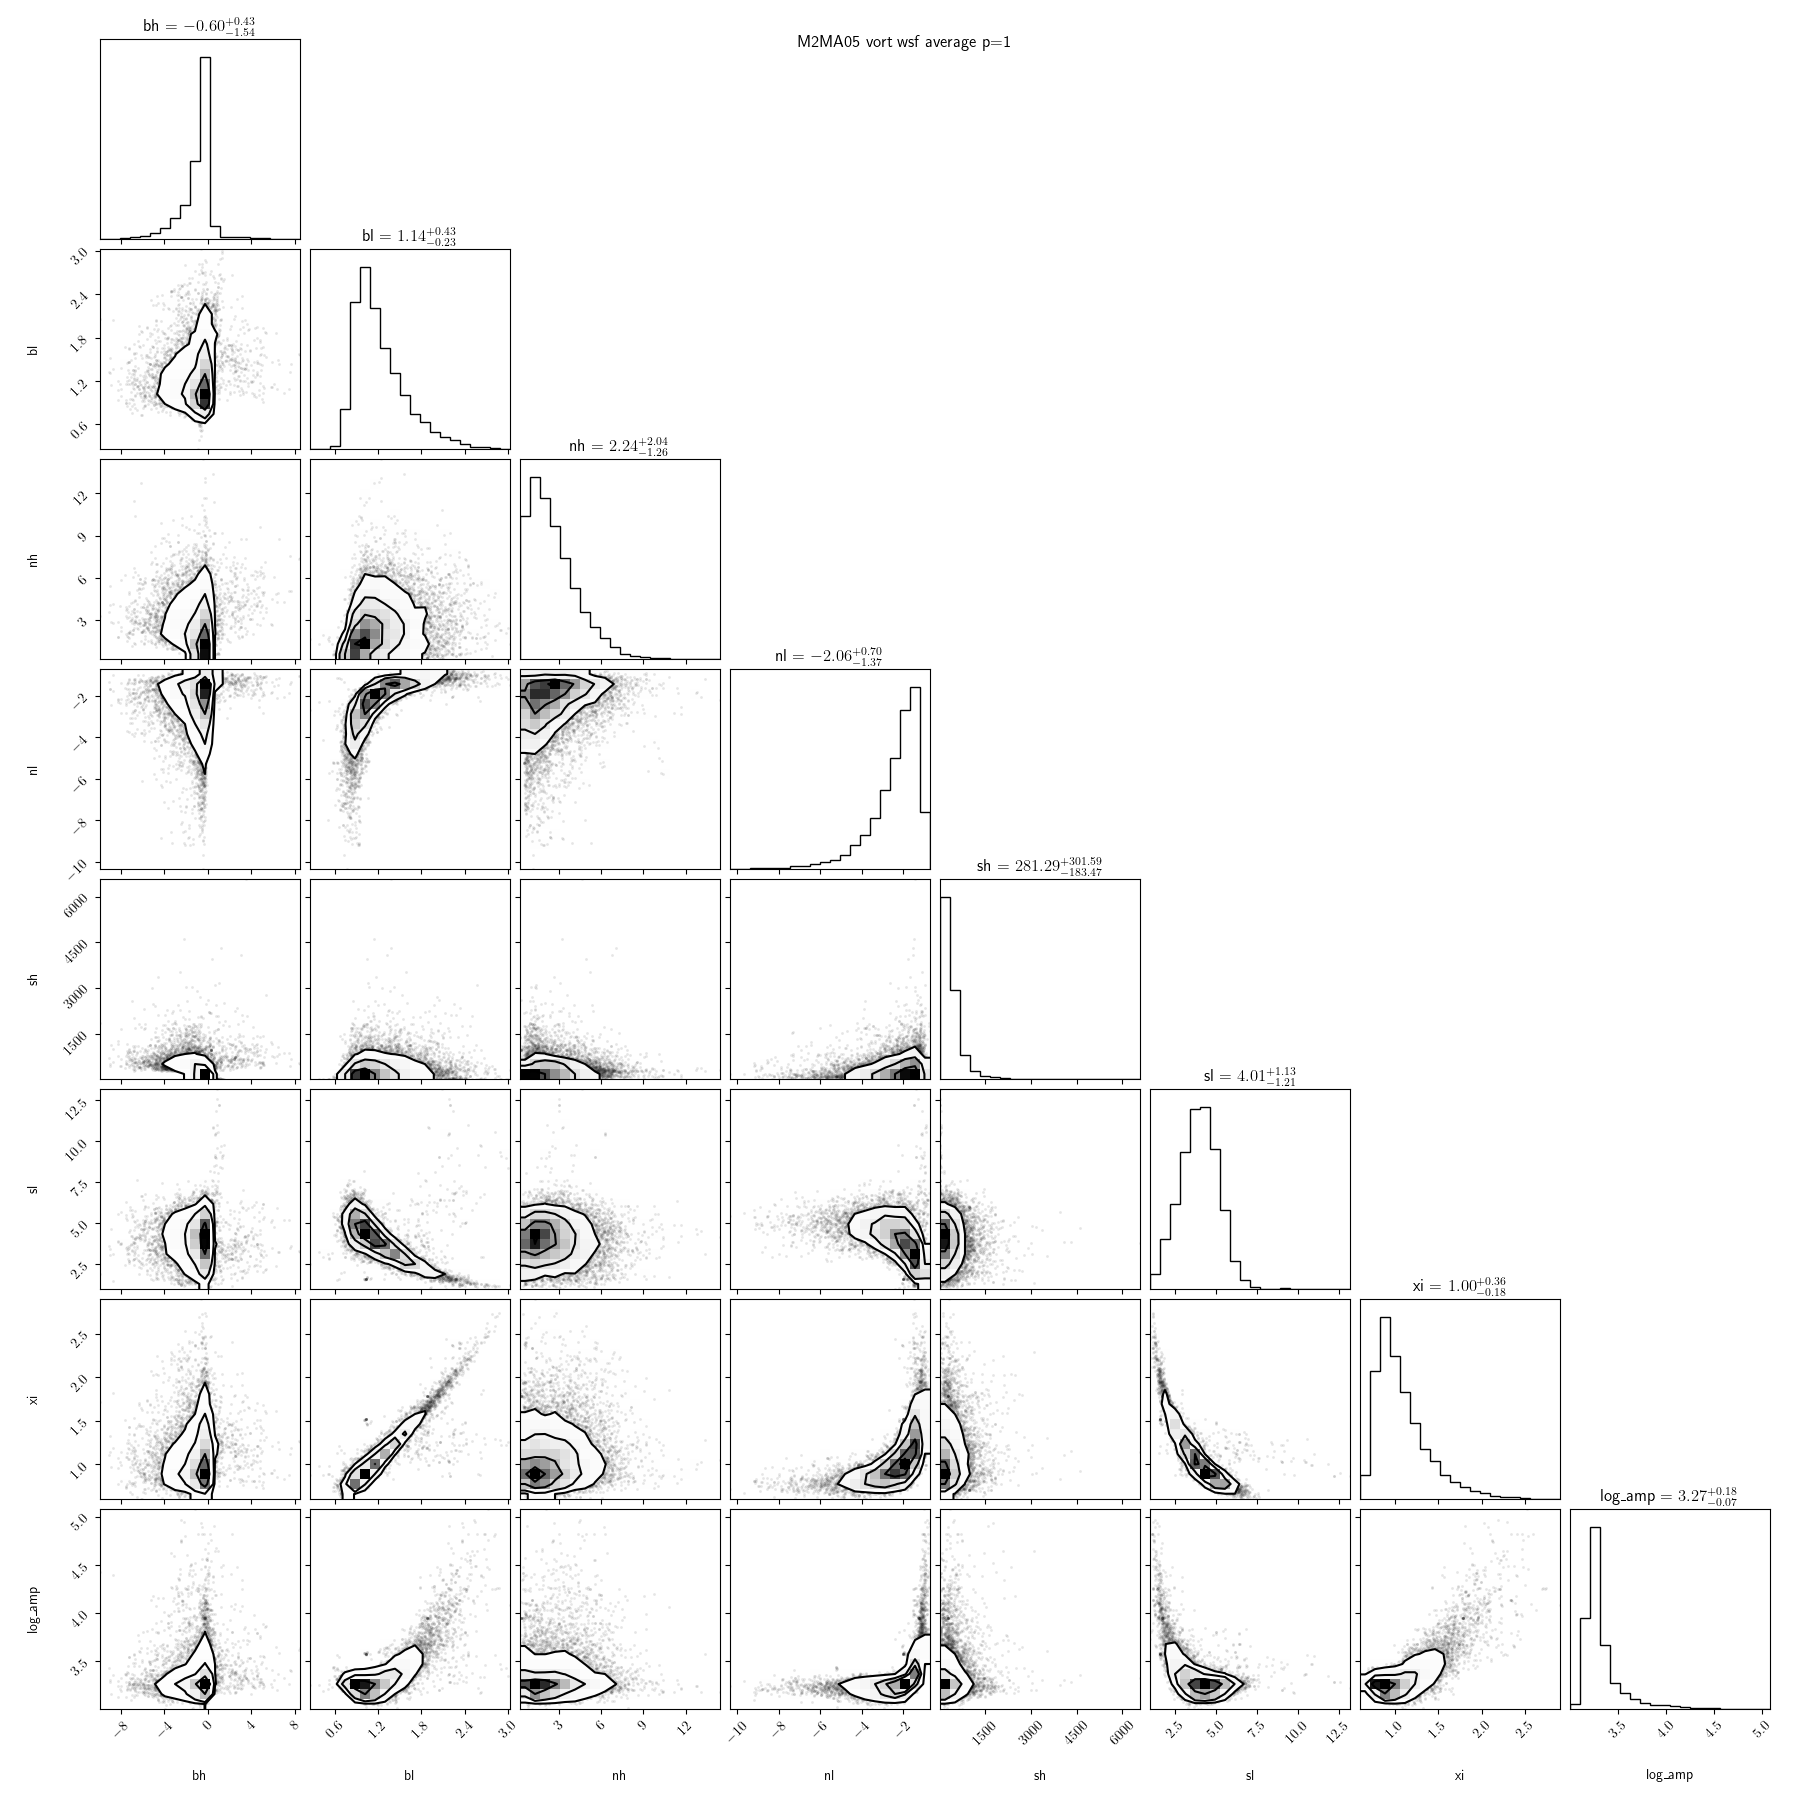 bh = −0.60+0.43−1.54
M2MA05 vort wsf average p=1
bl = 1.14+0.43−0.23
3.0
2.4
1.8
1.2
0.6
bl
nh = 2.24+2.04−1.26
12
9
6
3
nh
nl = −2.06+0.70−1.37
−2
−4
−6
−8
−10
nl
sh = 281.29+301.59−183.47
6000
4500
3000
1500
sh
sl = 4.01+1.13−1.21
12.5
10.0
7.5
5.0
2.5
sl
xi = 1.00+0.36−0.18
2.5
2.0
1.5
1.0
xi
log_amp = 3.27+0.18−0.07
5.0
4.5
4.0
3.5
log_amp
−8 −4 0 4 8 0.6 1.2 1.8 2.4 3.0 3 6 9 12 −10 −8 −6 −4 −2 1500 3000 4500 6000 2.5 5.0 7.5 10.0 12.5 1.0 1.5 2.0 2.5 3.5 4.0 4.5 5.0
bh bl nh nl sh sl xi log_amp